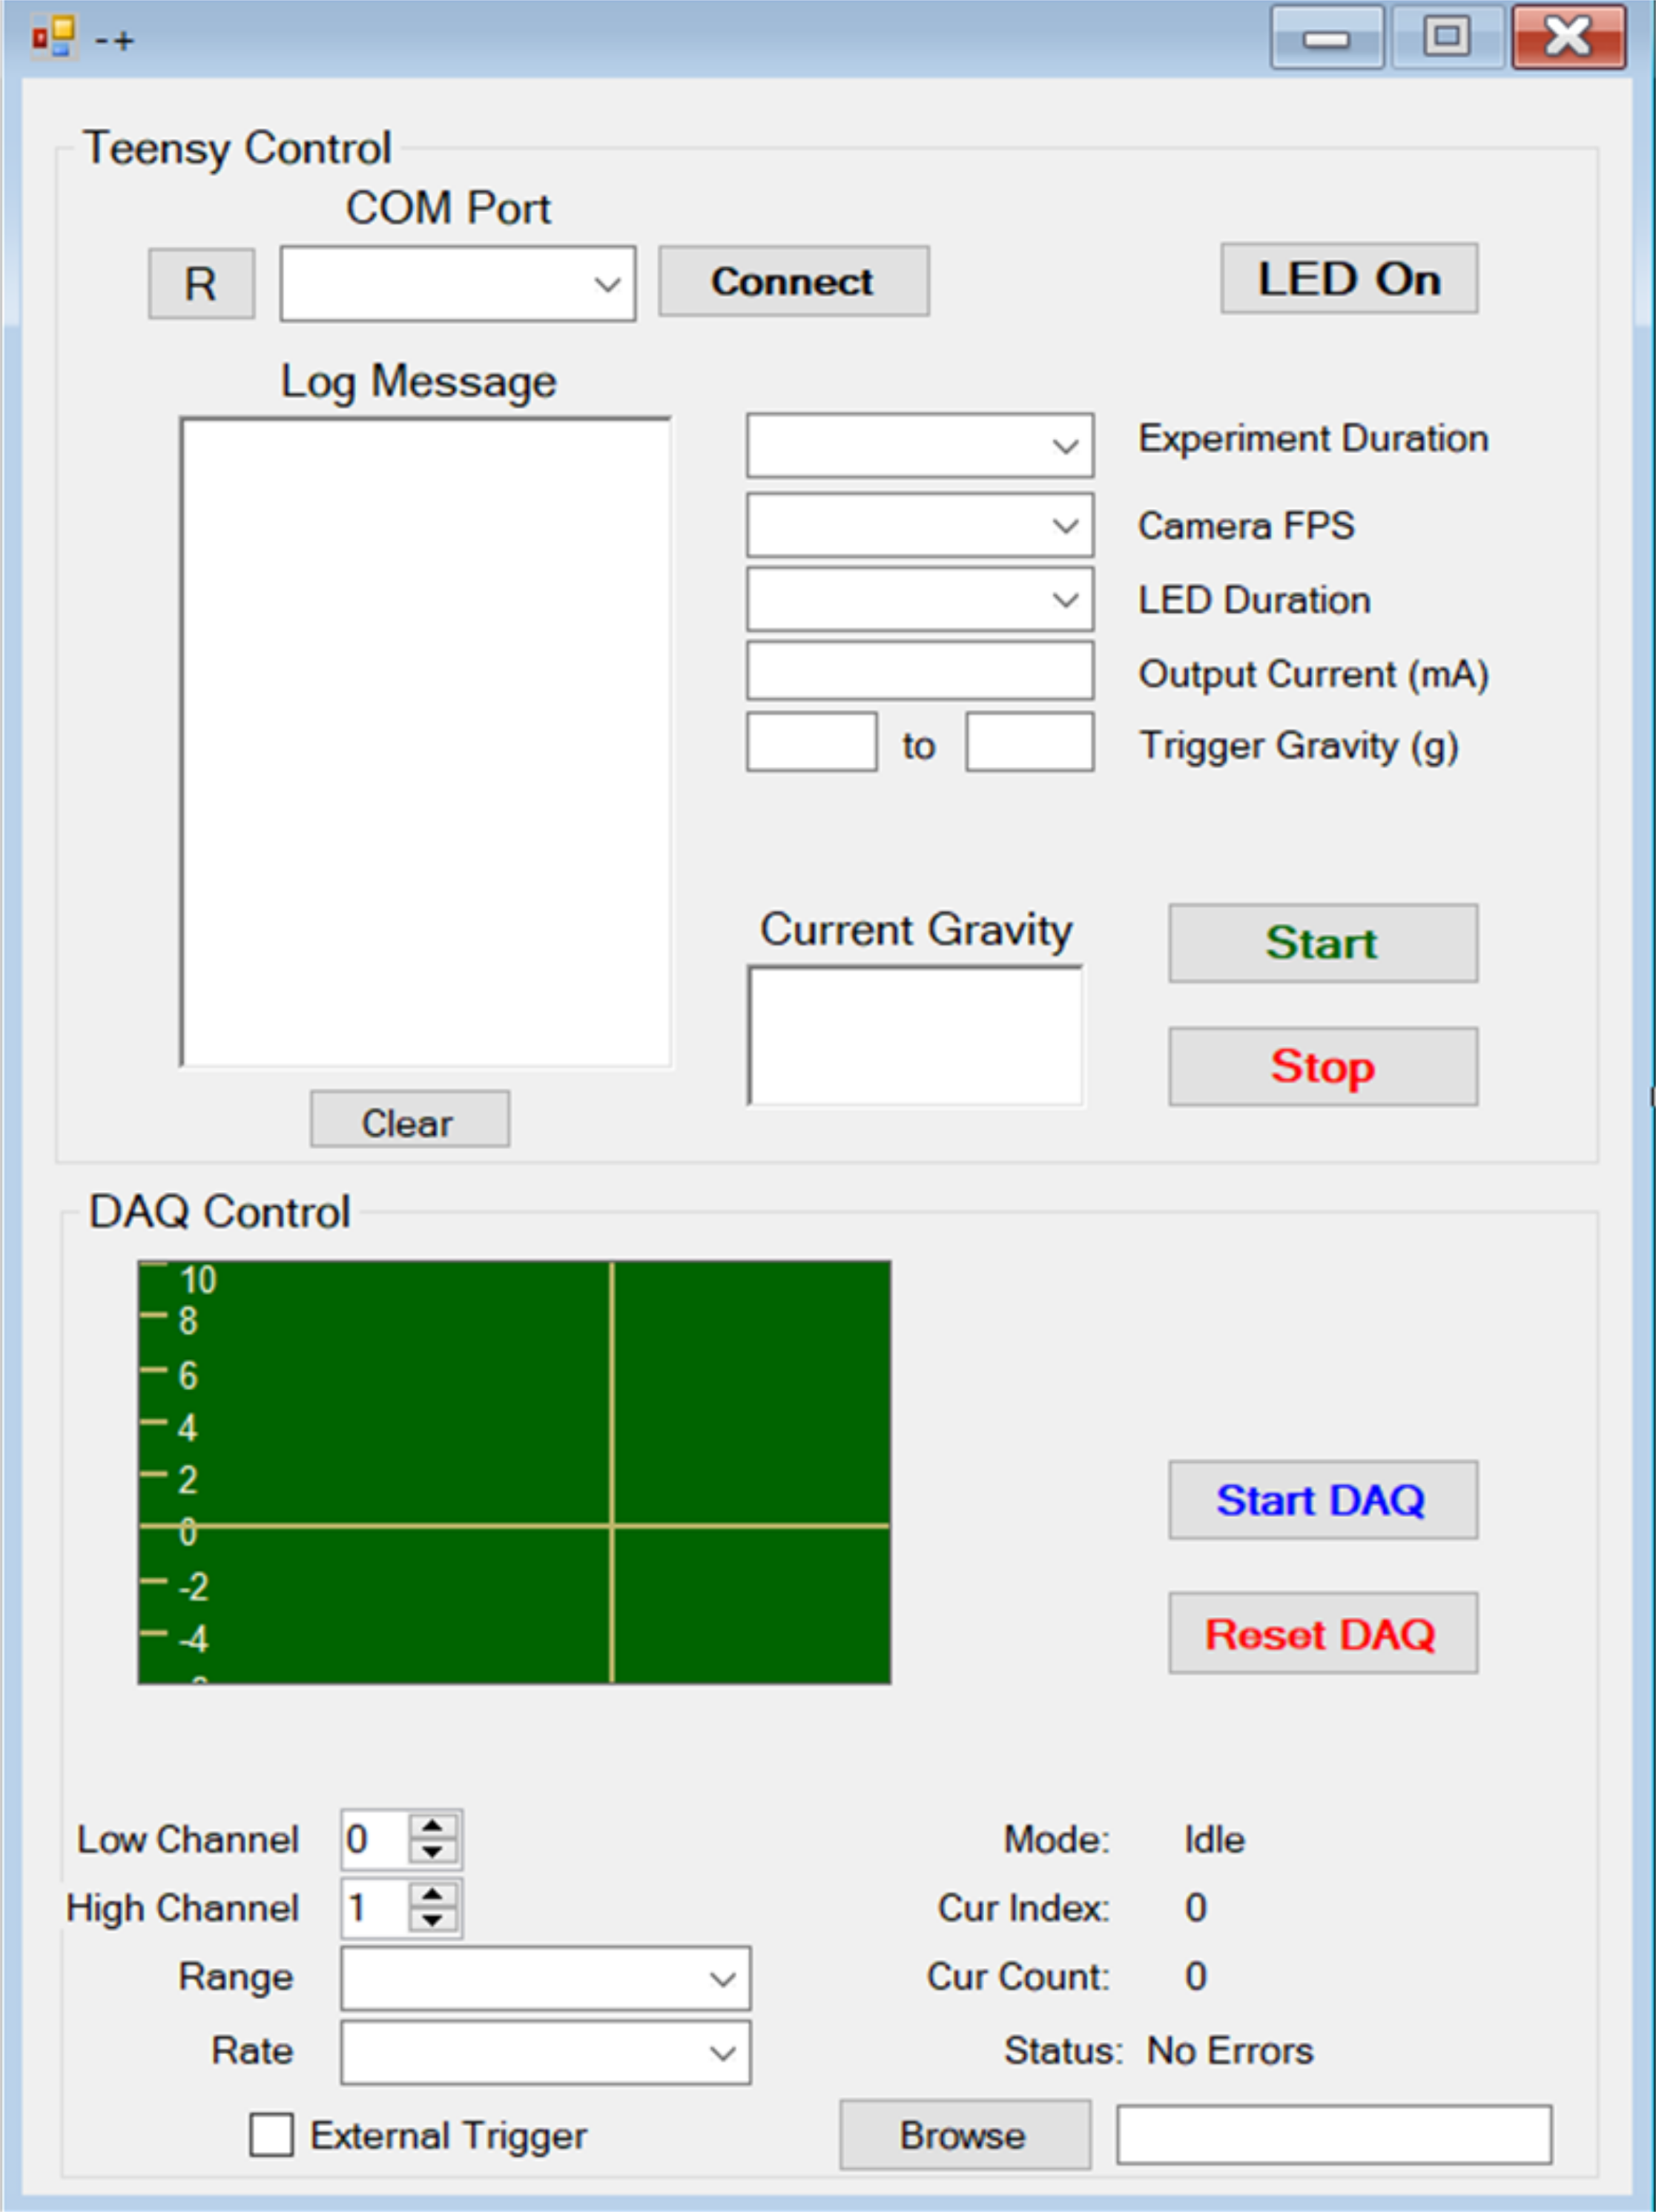 -+
Teensy Control
COM Port
R
Connect
LED On
Log Message
Experiment Duration
Camera FPS
LED Duration
Output Current (mA)
to
Trigger Gravity (g)
Current Gravity
Start
Stop
Clear
DAQ Control
10
8
6
4
2
0
-2
-4
Start DAQ
Reset DAQ
Low Channel 0
High Channel 1
Range
Rate
External Trigger
Mode: Idle
Cur Index: 0
Cur Count: 0
Status: No Errors
Browse